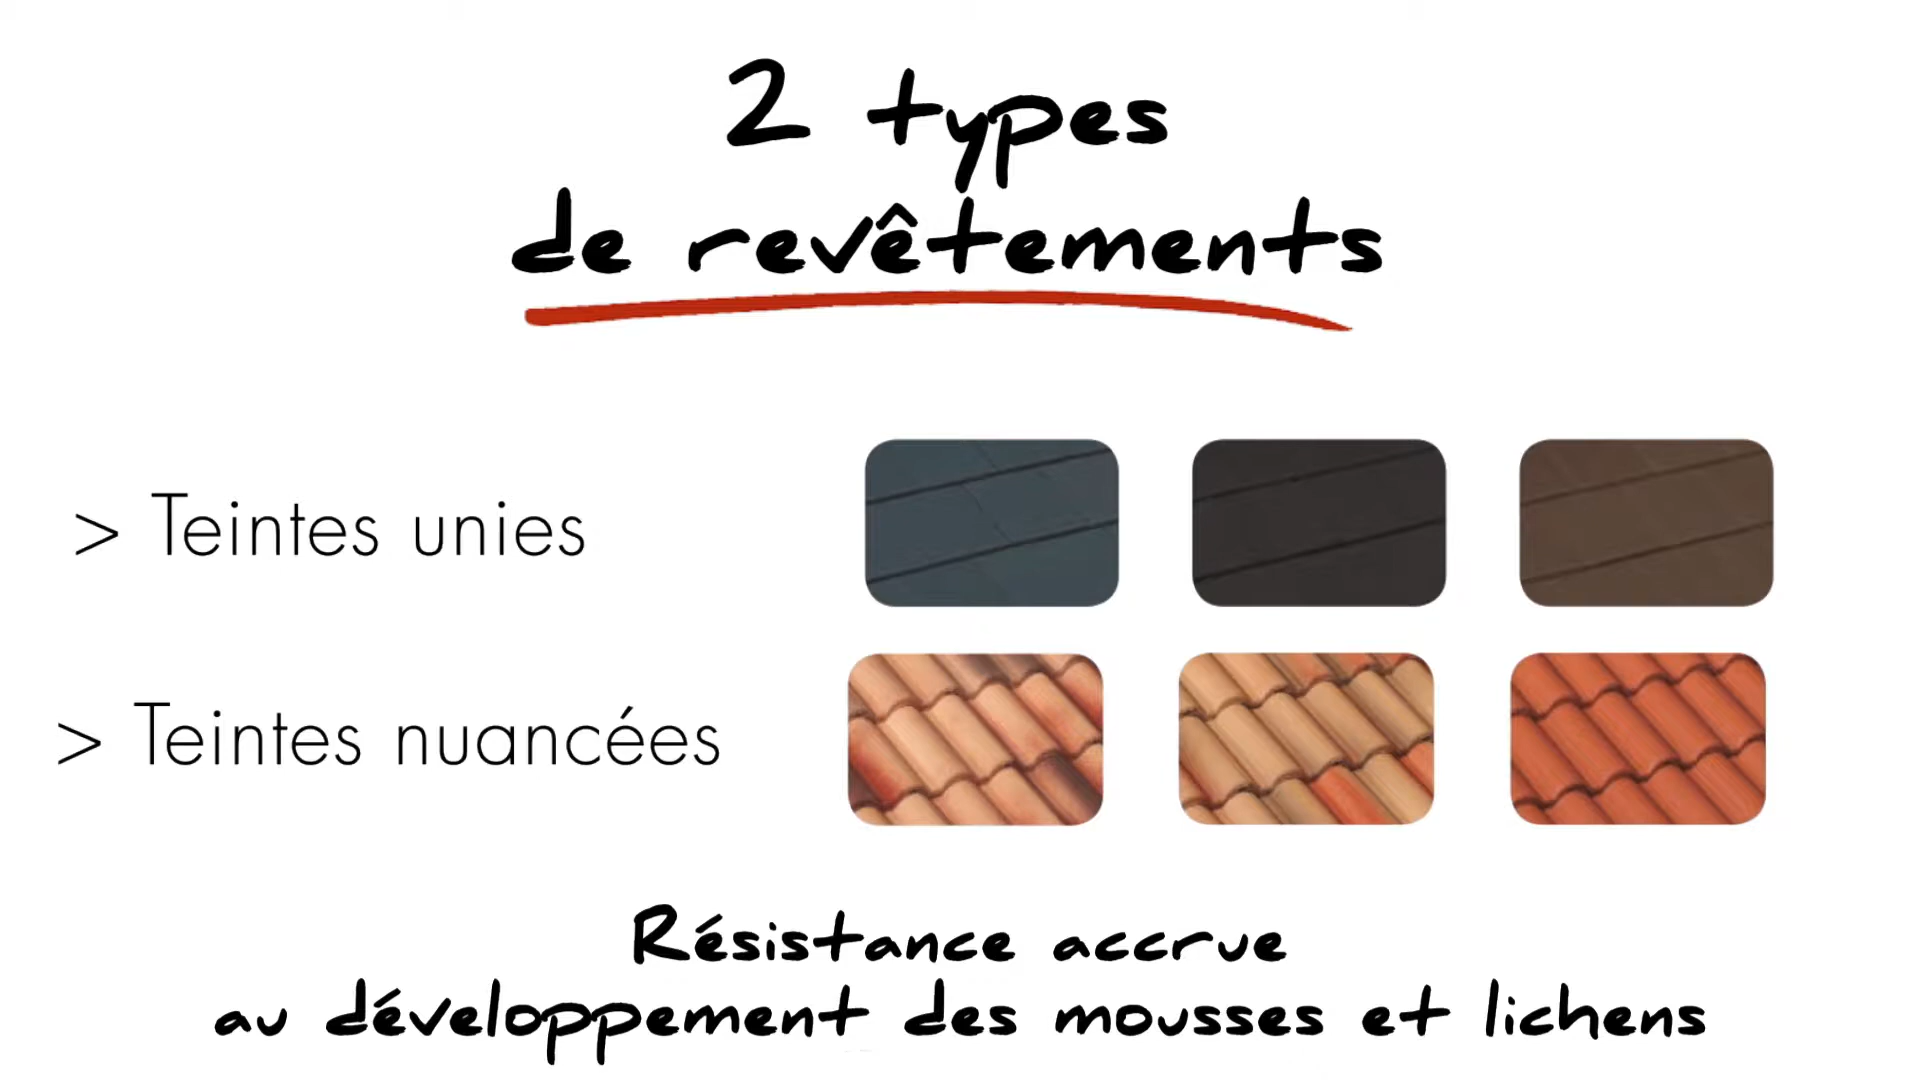 2 types
de revêtements
> Teintes unies
> Teintes nuancées
Résistance accrue
au développement des mousses et lichens